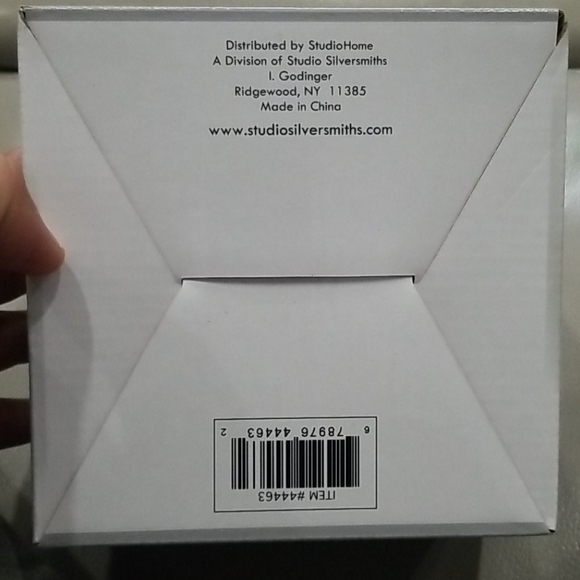 Distributed by StudioHome
A Division of Studio Silversmiths
I. Godinger
Ridgewood, NY 11385
Made in China
www.studiosilversmiths.com
ITEM #44463
6 78976 44463 2